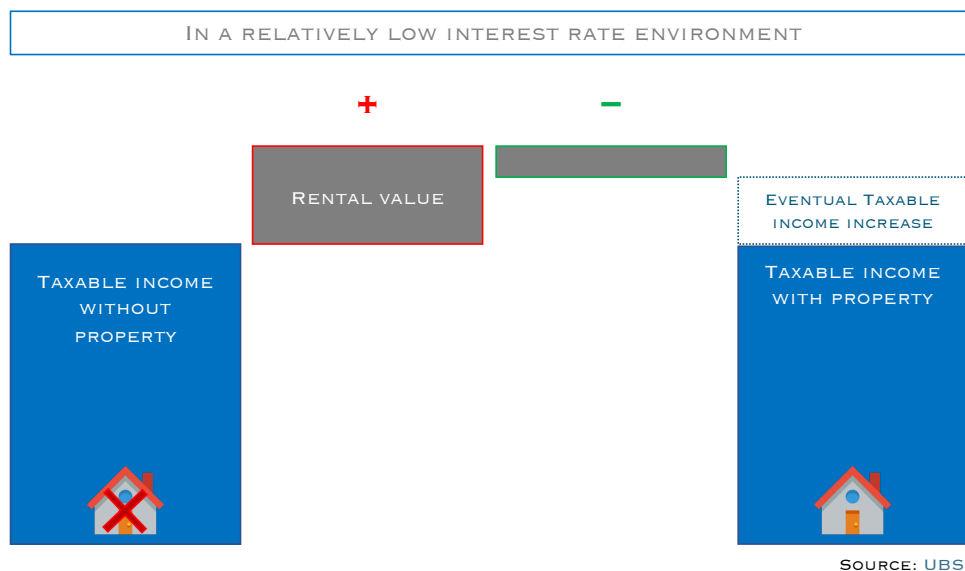 In a relatively low interest rate environment
+
−
Rental value
Eventual Taxable
income increase
Taxable income
without
property
Taxable income
with property
Source: UBS